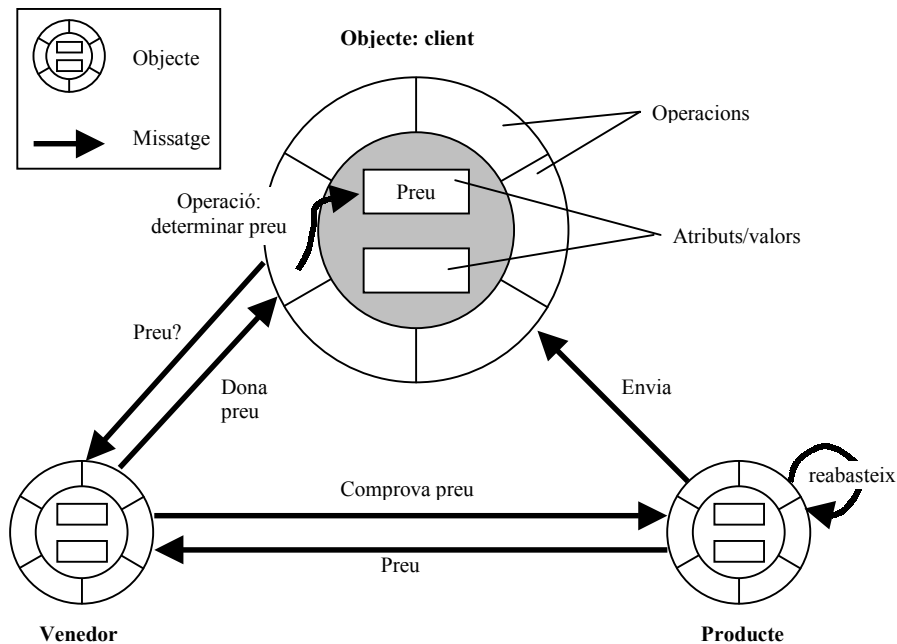 Objecte: client
Objecte
Missatge
Operacions
Operació:
determinar preu
Preu
Atributs/valors
Preu?
Dona
preu
Envia
reabasteix
Comprova preu
Preu
Venedor
Producte